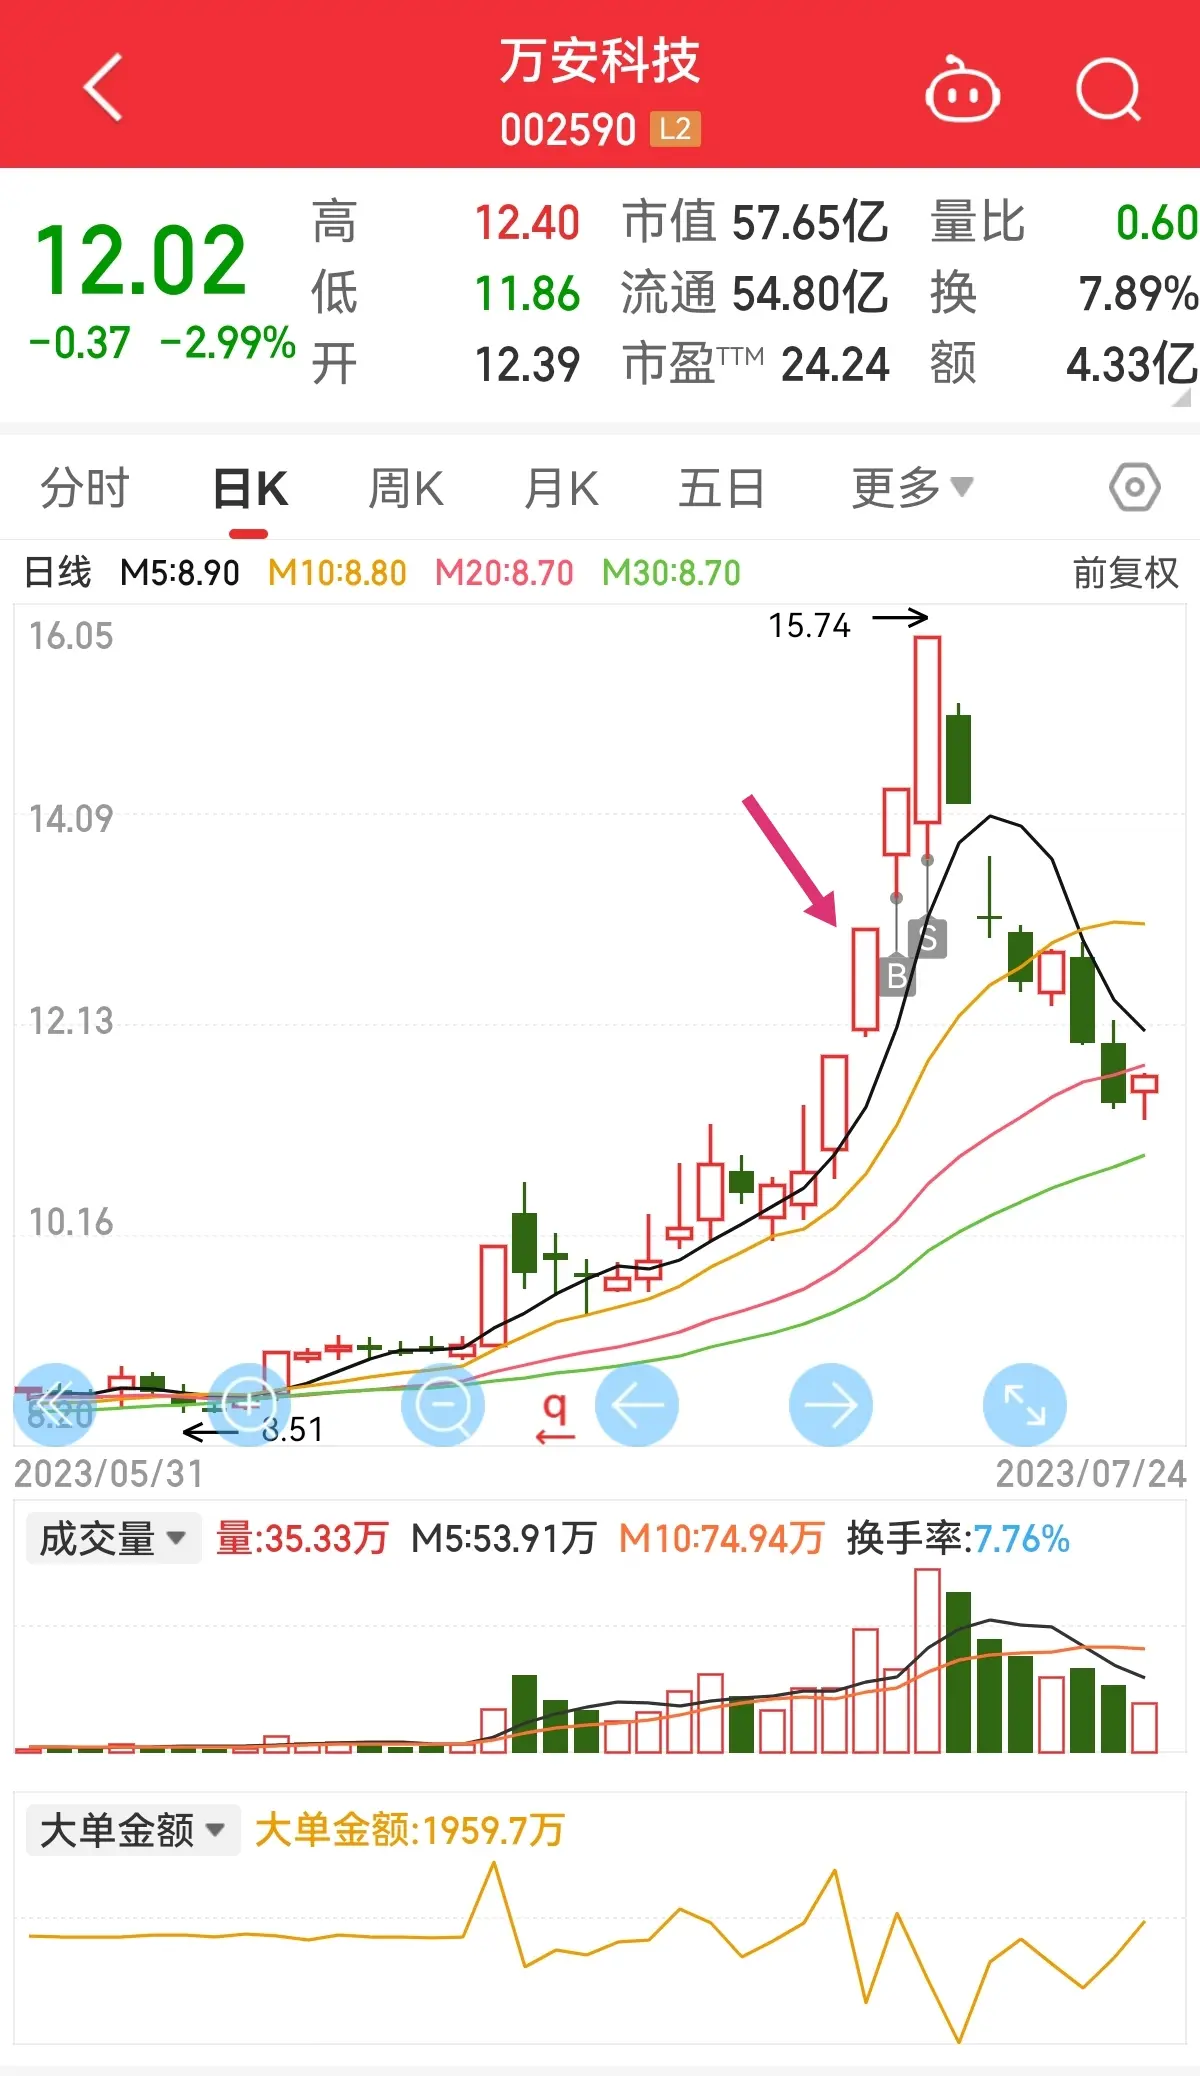 万安科技
002590 L2
12.02
-0.37 -2.99%
高 12.40 市值 57.65亿 量比 0.60
低 11.86 流通 54.80亿 换 7.89%
开 12.39 市盈TTM 24.24 额 4.33亿
分时 日K 周K 月K 五日 更多
日线 M5:8.90 M10:8.80 M20:8.70 M30:8.70 前复权
15.74
16.05
14.09
S
B
12.13
10.16
q
8.20
8.51
2023/05/31 2023/07/24
成交量 量:35.33万 M5:53.91万 M10:74.94万 换手率:7.76%
大单金额 大单金额:1959.7万